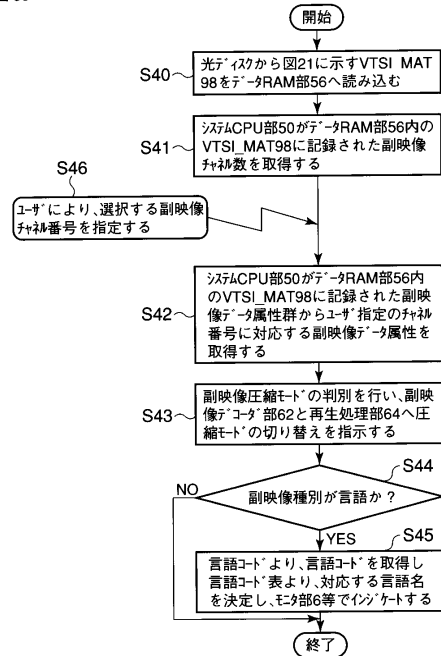 開始
S40
光ディスクから図21に示すVTSI_MAT
98をデータRAM部56へ読み込む
S41
システムCPU部50がデータRAM部56内の
VTSI_MAT98に記録された副映像
チャネル数を取得する
S46
ユーザにより、選択する副映像
チャネル番号を指定する
S42
システムCPU部50がデータRAM部56内
のVTSI_MAT98に記録された副映
像データ属性群からユーザ指定のチャネル
番号に対応する副映像データ属性を
取得する
S43
副映像圧縮モードの判別を行い、副映
像デコーダ部62と再生処理部64へ圧
縮モードの切り替えを指示する
S44
副映像種別が言語か？
NO
YES
S45
言語コードより、言語コードを取得し
言語コード表より、対応する言語名
を決定し、モニタ部6等でインジケートする
終了